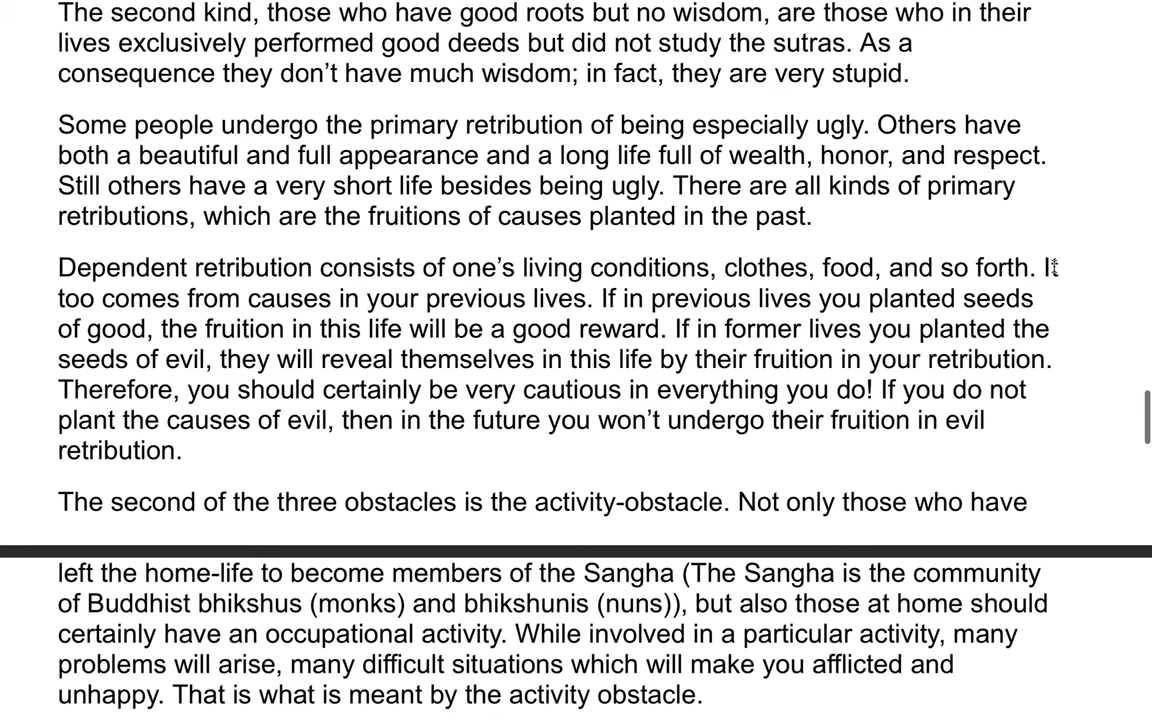 The second kind, those who have good roots but no wisdom, are those who in their
lives exclusively performed good deeds but did not study the sutras. As a
consequence they don’t have much wisdom; in fact, they are very stupid.
Some people undergo the primary retribution of being especially ugly. Others have
both a beautiful and full appearance and a long life full of wealth, honor, and respect.
Still others have a very short life besides being ugly. There are all kinds of primary
retributions, which are the fruitions of causes planted in the past.
Dependent retribution consists of one’s living conditions, clothes, food, and so forth. It
too comes from causes in your previous lives. If in previous lives you planted seeds
of good, the fruition in this life will be a good reward. If in former lives you planted the
seeds of evil, they will reveal themselves in this life by their fruition in your retribution.
Therefore, you should certainly be very cautious in everything you do! If you do not
plant the causes of evil, then in the future you won’t undergo their fruition in evil
retribution.
The second of the three obstacles is the activity-obstacle. Not only those who have
left the home-life to become members of the Sangha (The Sangha is the community
of Buddhist bhikshus (monks) and bhikshunis (nuns)), but also those at home should
certainly have an occupational activity. While involved in a particular activity, many
problems will arise, many difficult situations which will make you afflicted and
unhappy. That is what is meant by the activity obstacle.